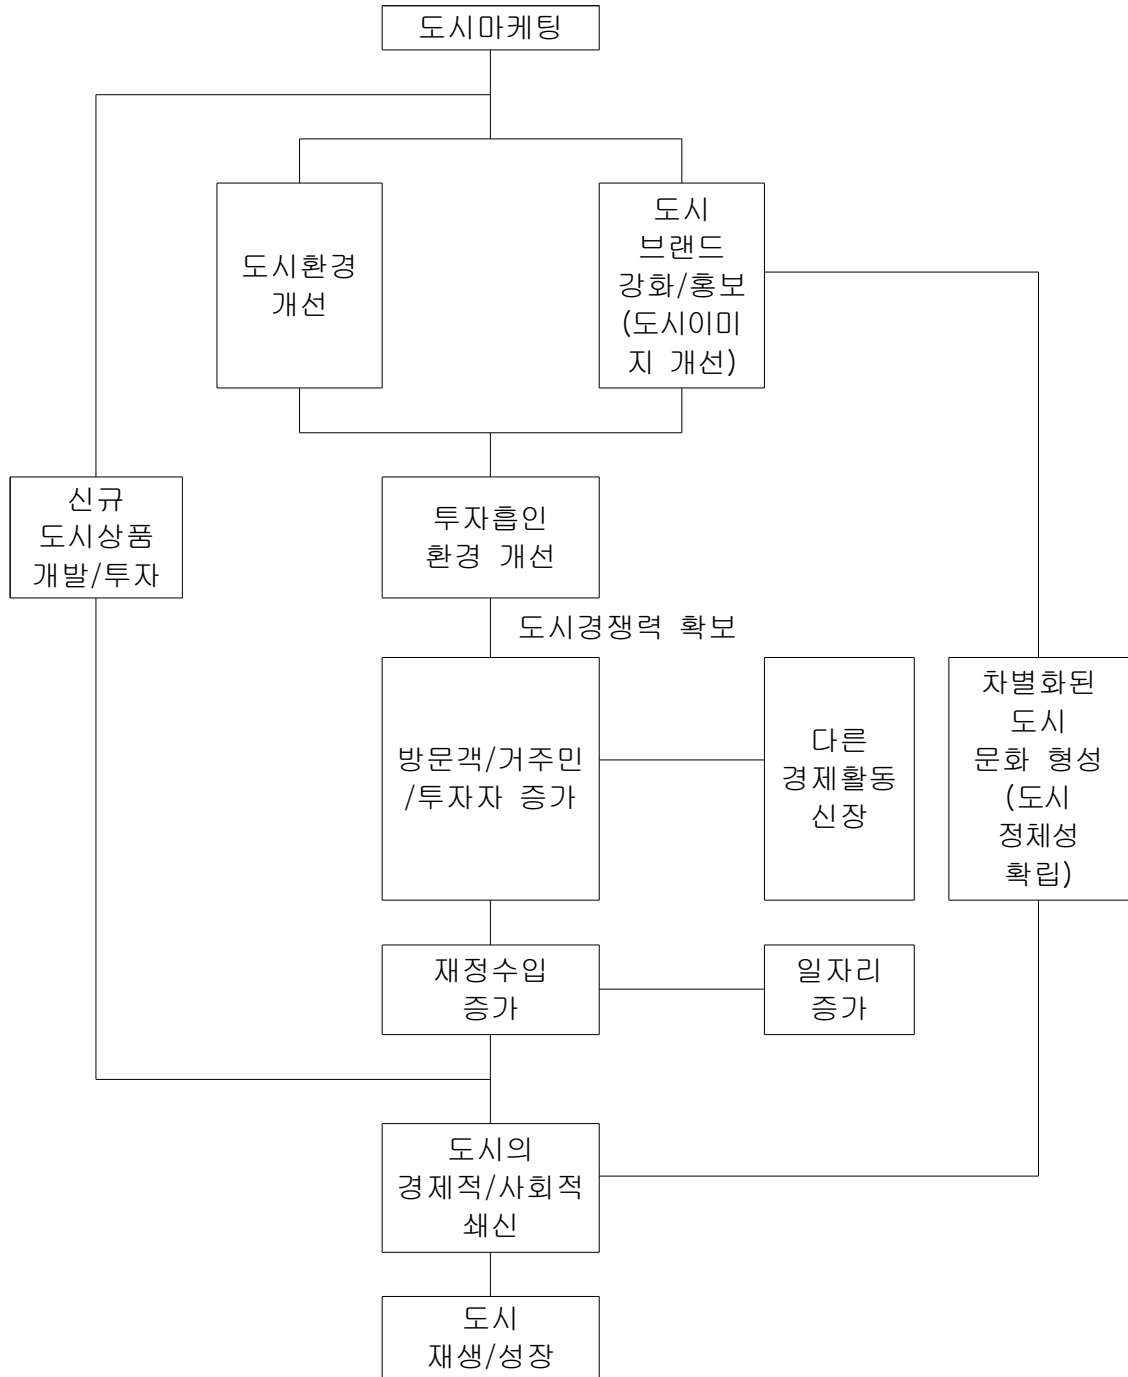 도시마케팅
도시환경
개선
도시
브랜드
강화/홍보
(도시이미
지 개선)
신규
도시상품
개발/투자
투자흡인
환경 개선
도시경쟁력 확보
방문객/거주민
/투자자 증가
다른
경제활동
신장
차별화된
도시
문화 형성
(도시
정체성
확립)
재정수입
증가
일자리
증가
도시의
경제적/사회적
쇄신
도시
재생/성장